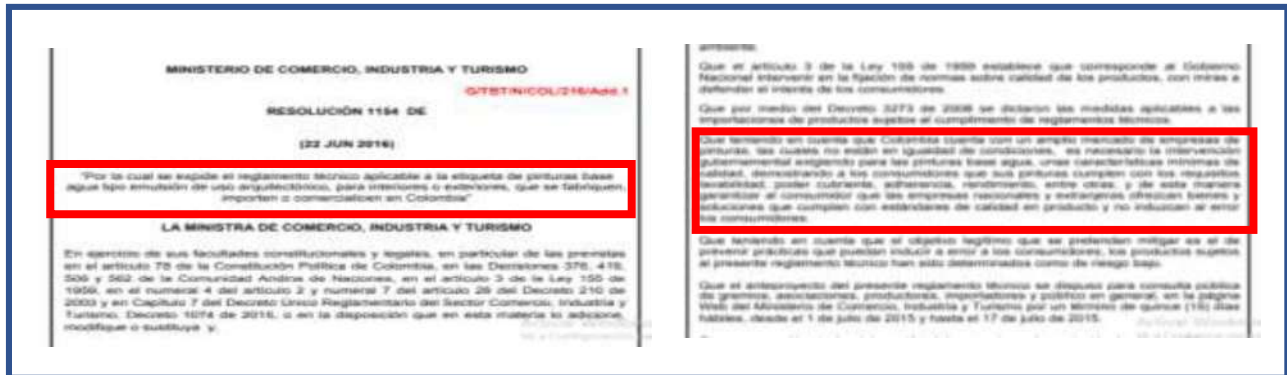 MINISTERIO DE COMERCIO, INDUSTRIA Y TURISMO
G/TBT/N/COL/216/Add.1
RESOLUCIÓN 1154 DE
(22 JUN 2016)
"Por la cual se expide el reglamento técnico aplicable a la etiqueta de pinturas base
agua tipo emulsión de uso arquitectónico, para interiores o exteriores, que se fabriquen,
importen o comercialicen en Colombia"
LA MINISTRA DE COMERCIO, INDUSTRIA Y TURISMO
En ejercicio de sus facultades constitucionales y legales, en particular de las previstas
en el artículo 78 de la Constitución Política de Colombia, en las Decisiones 376, 419,
506 y 562 de la Comunidad Andina de Naciones, en el artículo 3 de la Ley 155 de
1959, en el numeral 4 del artículo 2 y numeral 7 del artículo 28 del Decreto 210 de
2003 y en Capítulo 7 del Decreto Único Reglamentario del Sector Comercio, Industria y
Turismo, Decreto 1074 de 2015, o en la disposición que en esta materia lo adicione,
modifique o sustituya y,
ambiente.
Que el artículo 3 de la Ley 155 de 1959 establece que corresponde al Gobierno
Nacional intervenir en la fijación de normas sobre calidad de los productos, con miras a
defender el interés de los consumidores.
Que por medio del Decreto 3273 de 2008 se dictaron las medidas aplicables a las
importaciones de productos sujetos al cumplimiento de reglamentos técnicos.
Que teniendo en cuenta que Colombia cuenta con un amplio mercado de empresas de
pinturas, las cuales no están en igualdad de condiciones, es necesario la intervención
gubernamental exigiendo para las pinturas base agua, unas características mínimas de
calidad, demostrando a los consumidores que sus pinturas cumplen con los requisitos
lavabilidad, poder cubriente, adherencia, rendimiento, entre otras, y de esta manera
garantizar al consumidor que las empresas nacionales y extranjeras ofrezcan bienes y
soluciones que cumplan con estándares de calidad en producto y no induzcan al error
los consumidores.
Que teniendo en cuenta que el objetivo legítimo que se pretenden mitigar es el de
prevenir prácticas que puedan inducir a error a los consumidores, los productos sujetos
al presente reglamento técnico han sido determinados como de riesgo bajo.
Que el anteproyecto del presente reglamento técnico se dispuso para consulta pública
de gremios, asociaciones, productores, importadores y público en general, en la página
Web del Ministerio de Comercio, Industria y Turismo por un término de quince (15) días
hábiles, desde el 1 de julio de 2015 y hasta el 17 de julio de 2015.